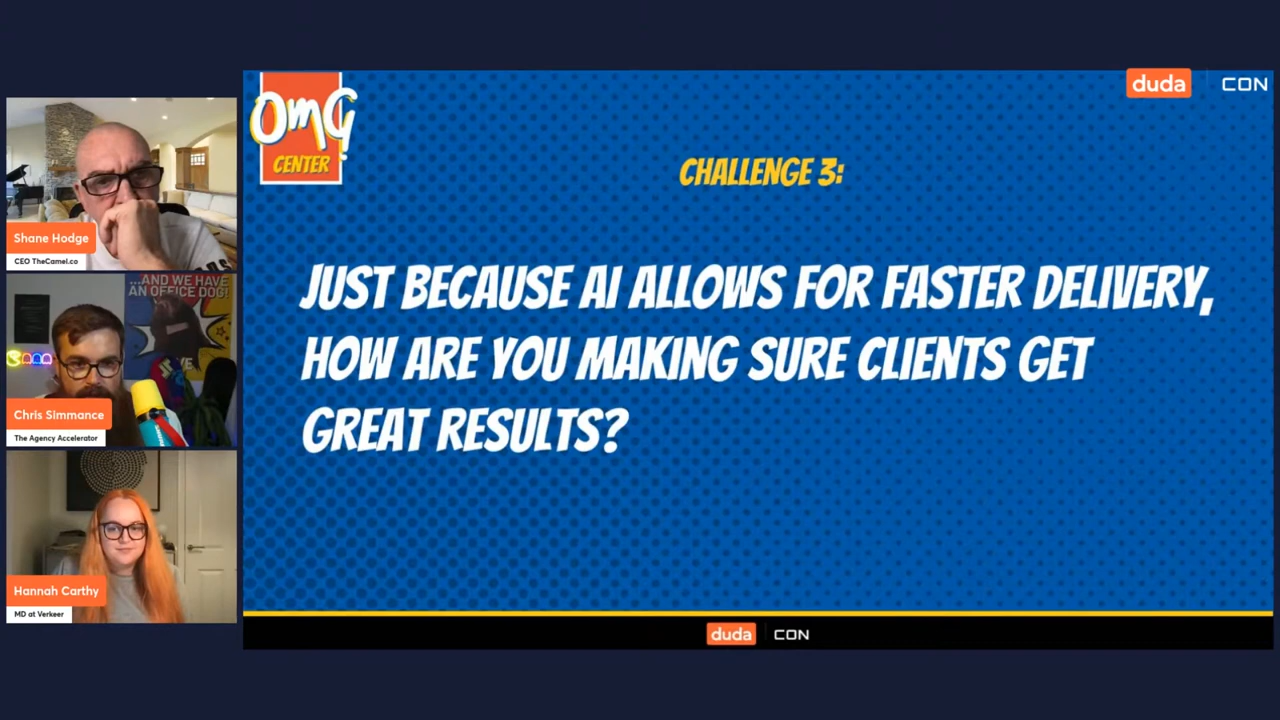 Shane Hodge
CEO TheCamel.co
...AND WE HAVE
AN OFFICE DOG!
Chris Simmance
The Agency Accelerator
Hannah Carthy
MD at Verkeer
OMG
CENTER
duda CON
CHALLENGE 3:
JUST BECAUSE AI ALLOWS FOR FASTER DELIVERY,
HOW ARE YOU MAKING SURE CLIENTS GET
GREAT RESULTS?
duda CON